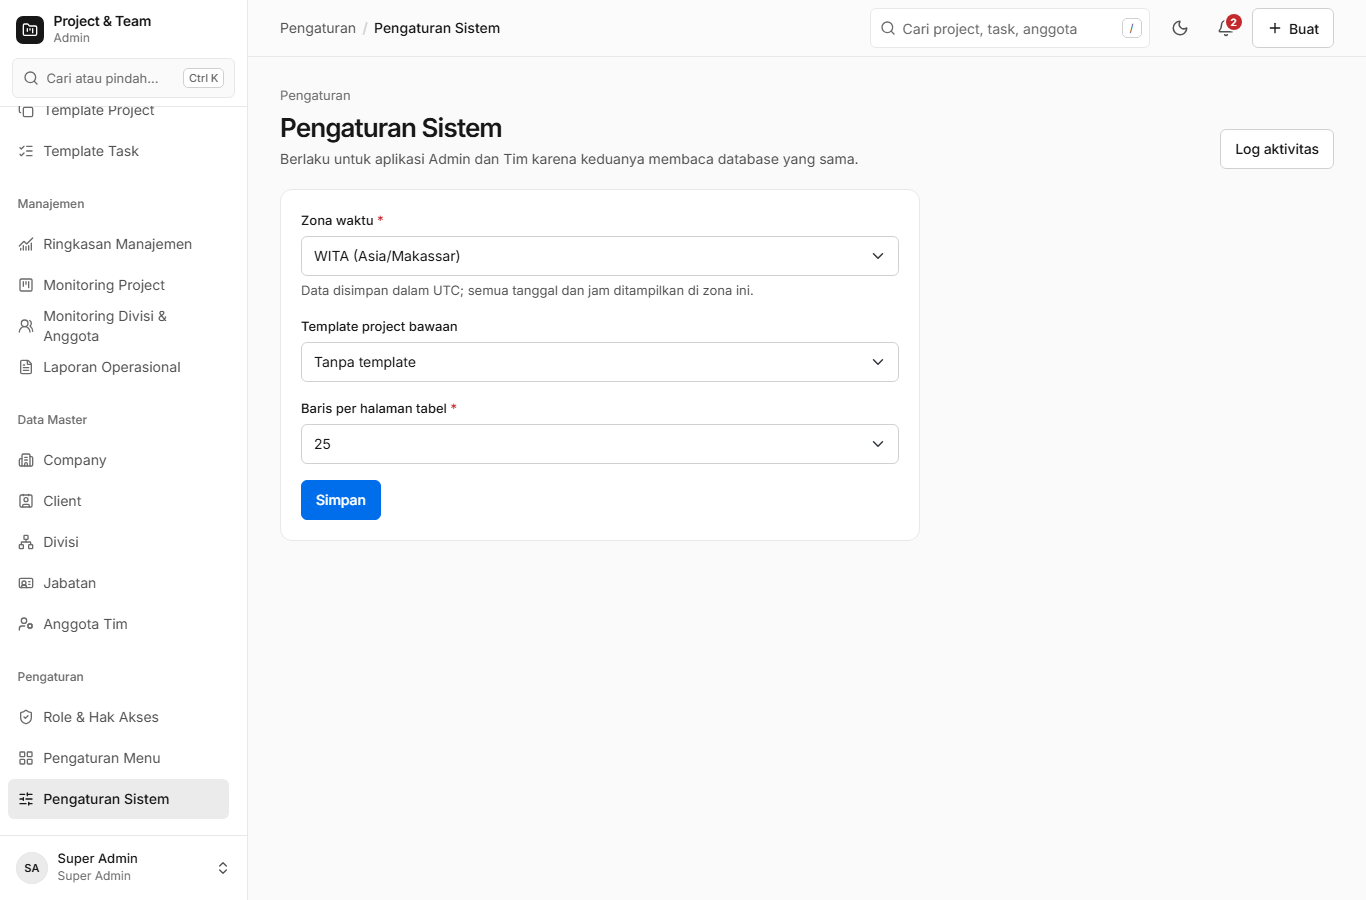 Project & Team
Admin
Cari atau pindah...
Ctrl K
Template Project
Template Task
Manajemen
Ringkasan Manajemen
Monitoring Project
Monitoring Divisi &
Anggota
Laporan Operasional
Data Master
Company
Client
Divisi
Jabatan
Anggota Tim
Pengaturan
Role & Hak Akses
Pengaturan Menu
Pengaturan Sistem
SA
Super Admin
Super Admin
Pengaturan / Pengaturan Sistem
Cari project, task, anggota
/
2
+ Buat
Pengaturan
Pengaturan Sistem
Berlaku untuk aplikasi Admin dan Tim karena keduanya membaca database yang sama.
Log aktivitas
Zona waktu *
WITA (Asia/Makassar)
Data disimpan dalam UTC; semua tanggal dan jam ditampilkan di zona ini.
Template project bawaan
Tanpa template
Baris per halaman tabel *
25
Simpan